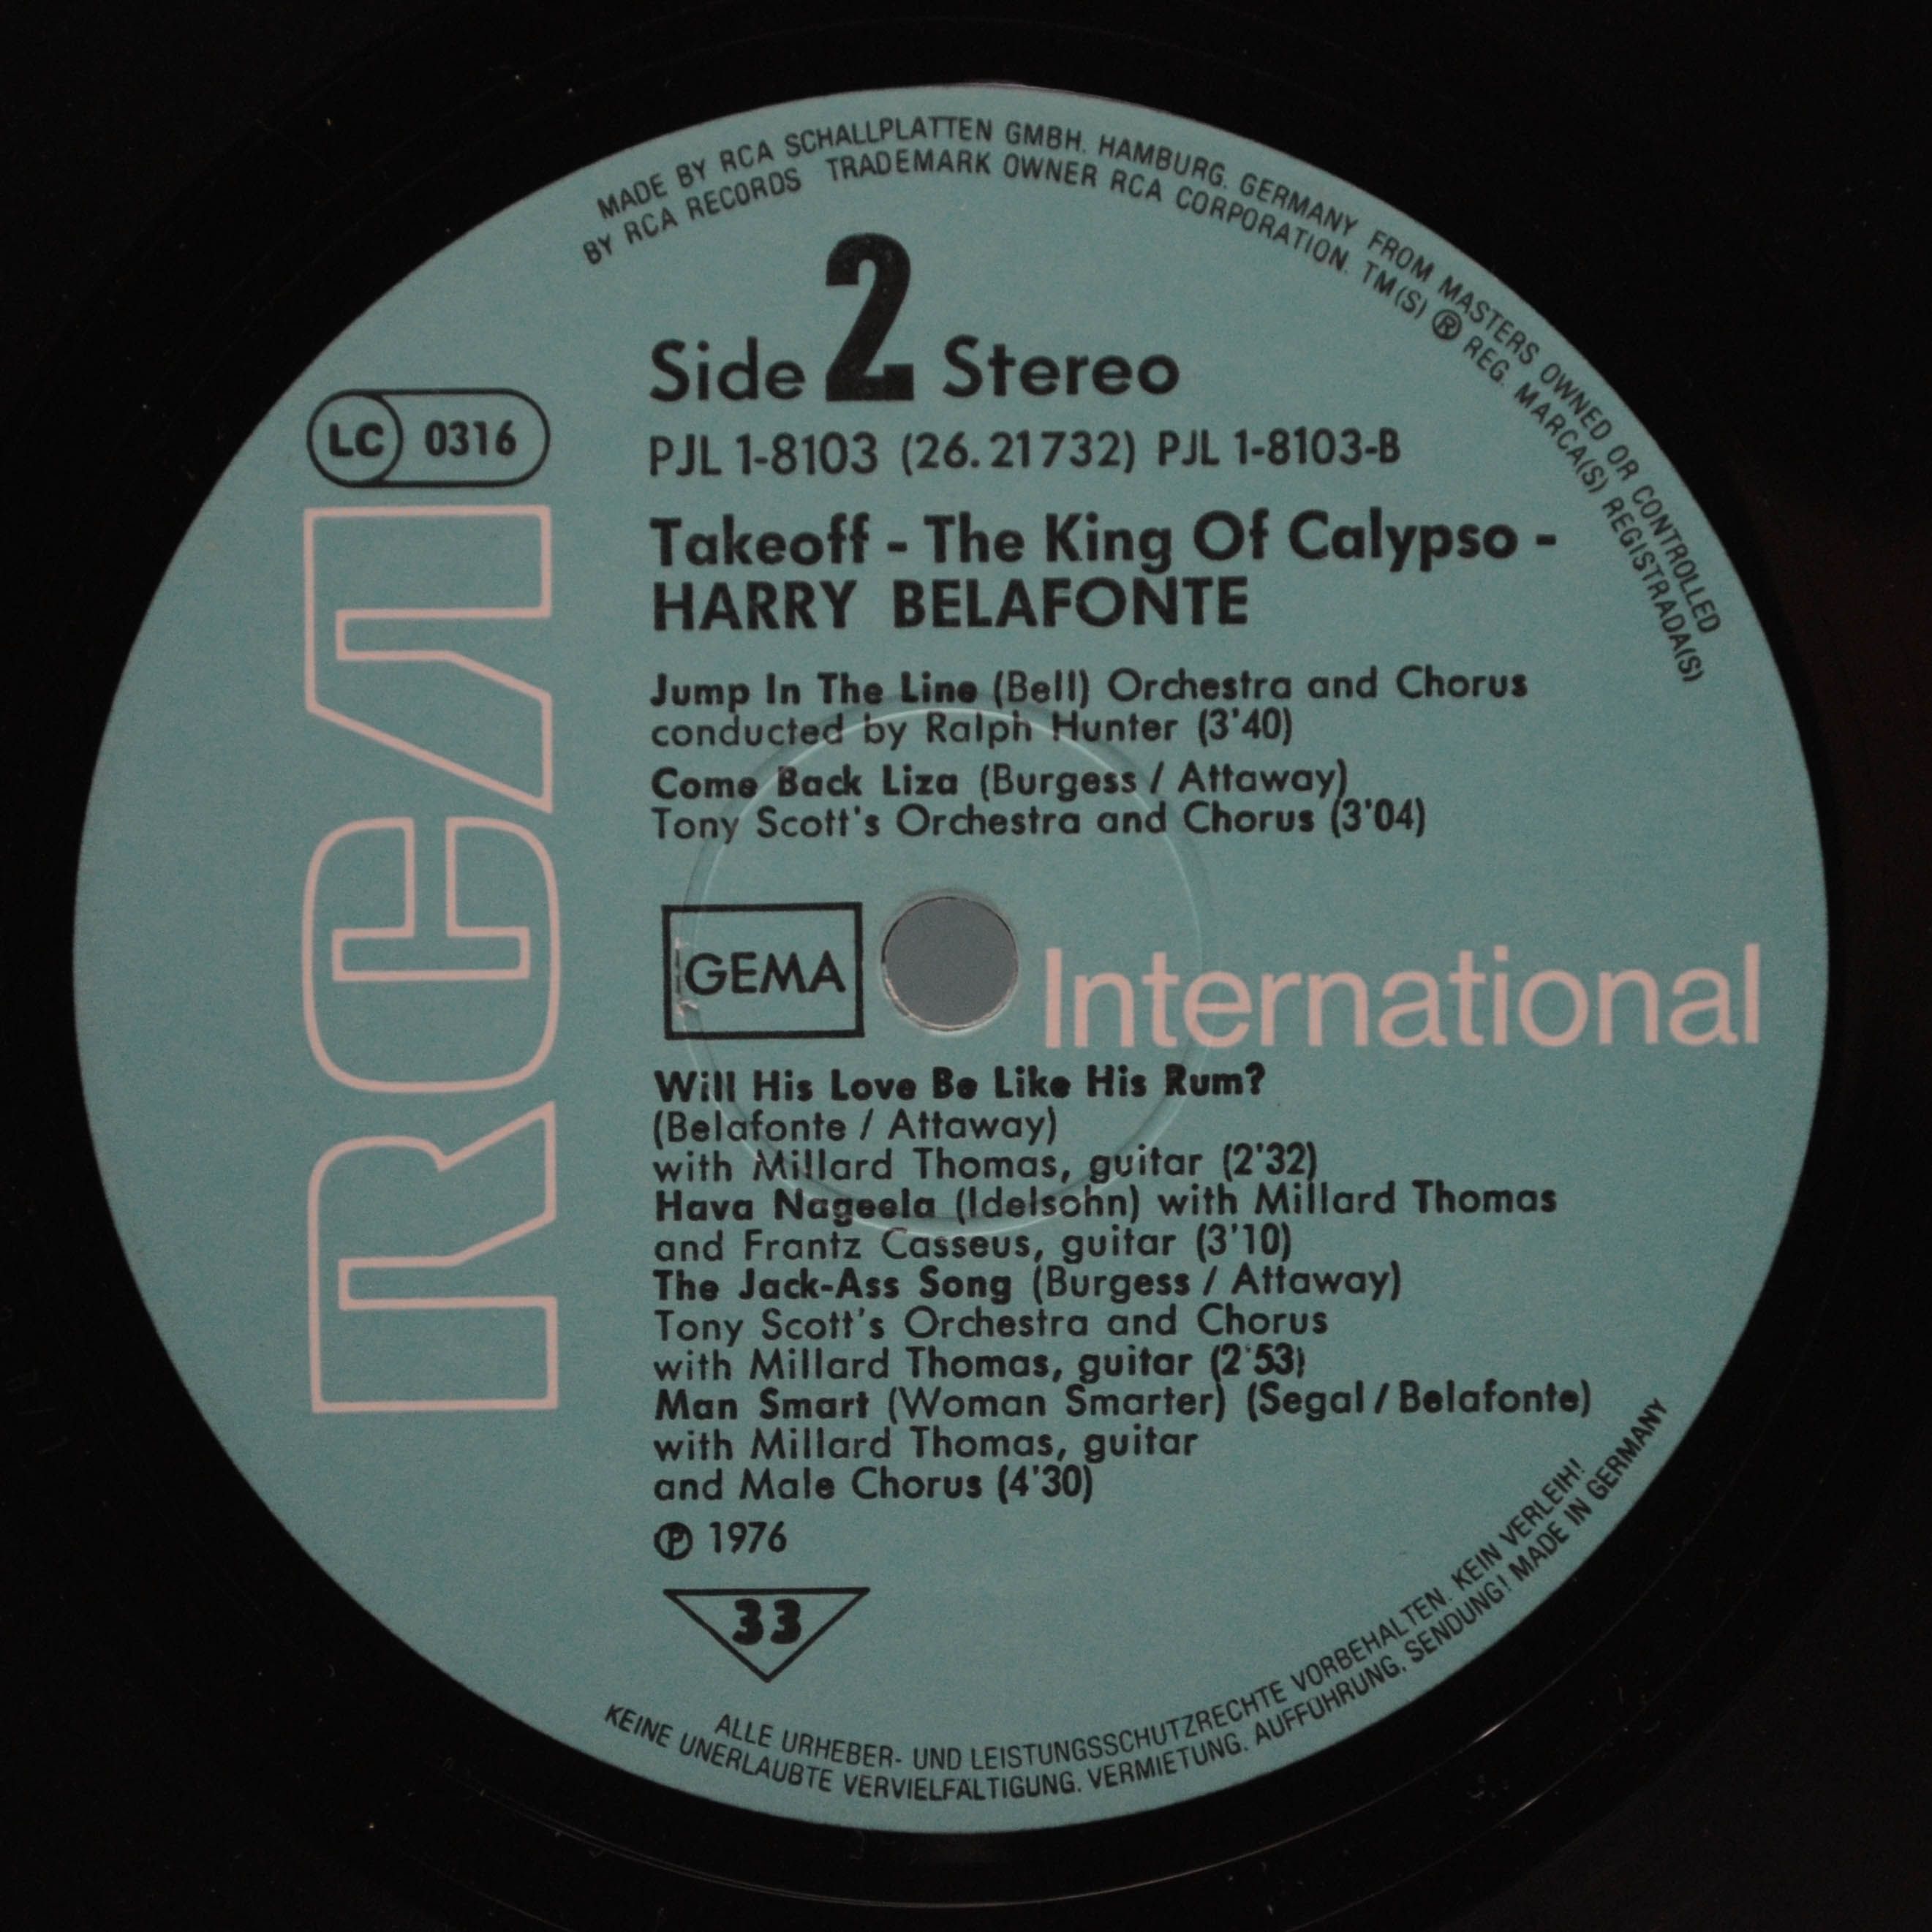 MADE BY RCA SCHALLPLATTEN GMBH. HAMBURG. GERMANY FROM MASTERS OWNED OR CONTROLLED
BY RCA RECORDS TRADEMARK OWNER RCA CORPORATION. TM(S) ® REG. MARCA(S) REGISTRADA(S)
Side 2 Stereo
LC 0316
PJL 1-8103 (26.21732) PJL 1-8103-B
Takeoff - The King Of Calypso -
HARRY BELAFONTE
RCA
Jump In The Line (Bell) Orchestra and Chorus
conducted by Ralph Hunter (3'40)
Come Back Liza (Burgess / Attaway)
Tony Scott's Orchestra and Chorus (3'04)
GEMA
International
Will His Love Be Like His Rum?
(Belafonte / Attaway)
with Millard Thomas, guitar (2'32)
Hava Nageela (Idelsohn) with Millard Thomas
and Frantz Casseus, guitar (3'10)
The Jack-Ass Song (Burgess / Attaway)
Tony Scott's Orchestra and Chorus
with Millard Thomas, guitar (2'53)
Man Smart (Woman Smarter) (Segal / Belafonte)
with Millard Thomas, guitar
and Male Chorus (4'30)
℗ 1976
33
ALLE URHEBER- UND LEISTUNGSSCHUTZRECHTE VORBEHALTEN. KEIN VERLEIH!
KEINE UNERLAUBTE VERVIELFÄLTIGUNG. VERMIETUNG. AUFFÜHRUNG. SENDUNG! MADE IN GERMANY